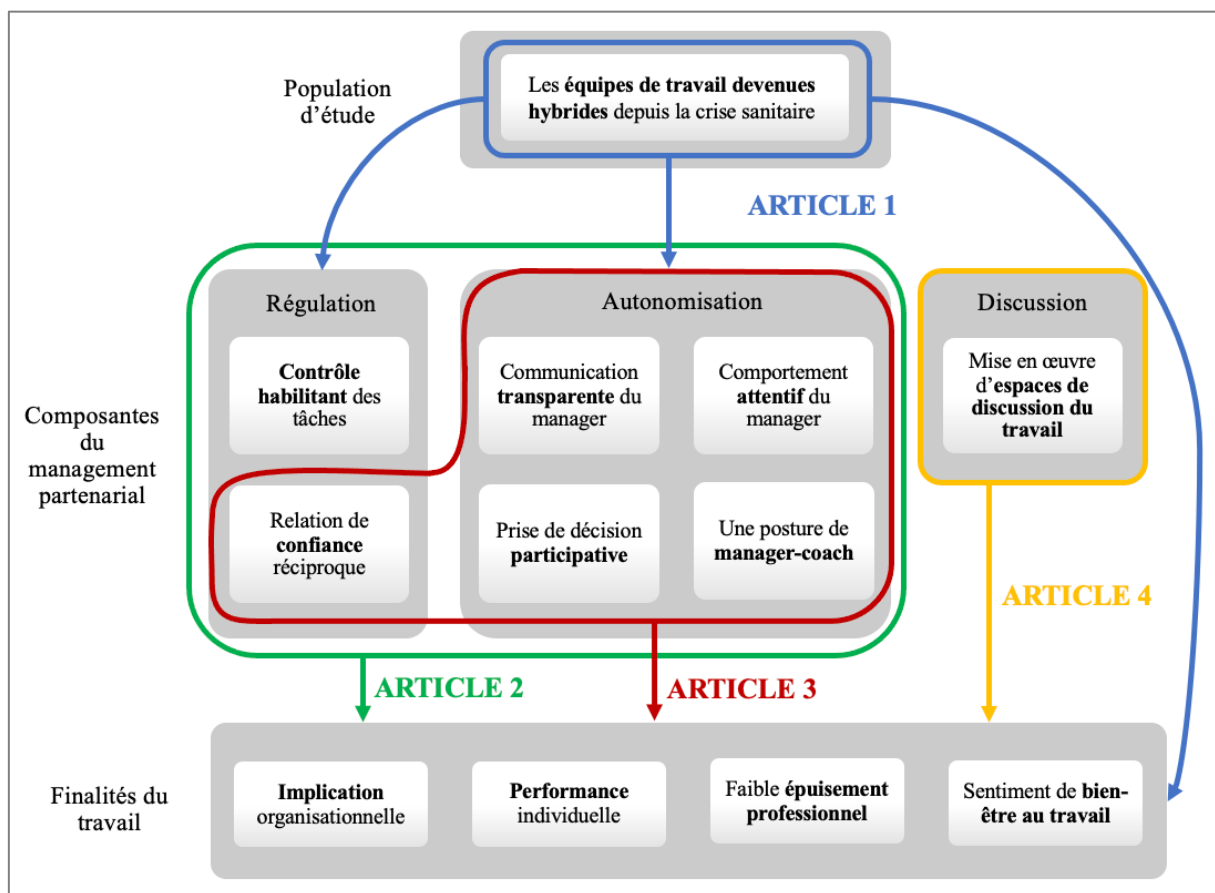 Population
d'étude
Les équipes de travail devenues
hybrides depuis la crise sanitaire
ARTICLE 1
Composantes
du
management
partenarial
Régulation
Contrôle
habilitant des
tâches
Relation de
confiance
réciproque
Autonomisation
Communication
transparente du
manager
Comportement
attentif du
manager
Prise de décision
participative
Une posture de
manager-coach
Discussion
Mise en œuvre
d'espaces de
discussion du
travail
ARTICLE 2
ARTICLE 3
ARTICLE 4
Finalités du
travail
Implication
organisationnelle
Performance
individuelle
Faible épuisement
professionnel
Sentiment de bien-
être au travail